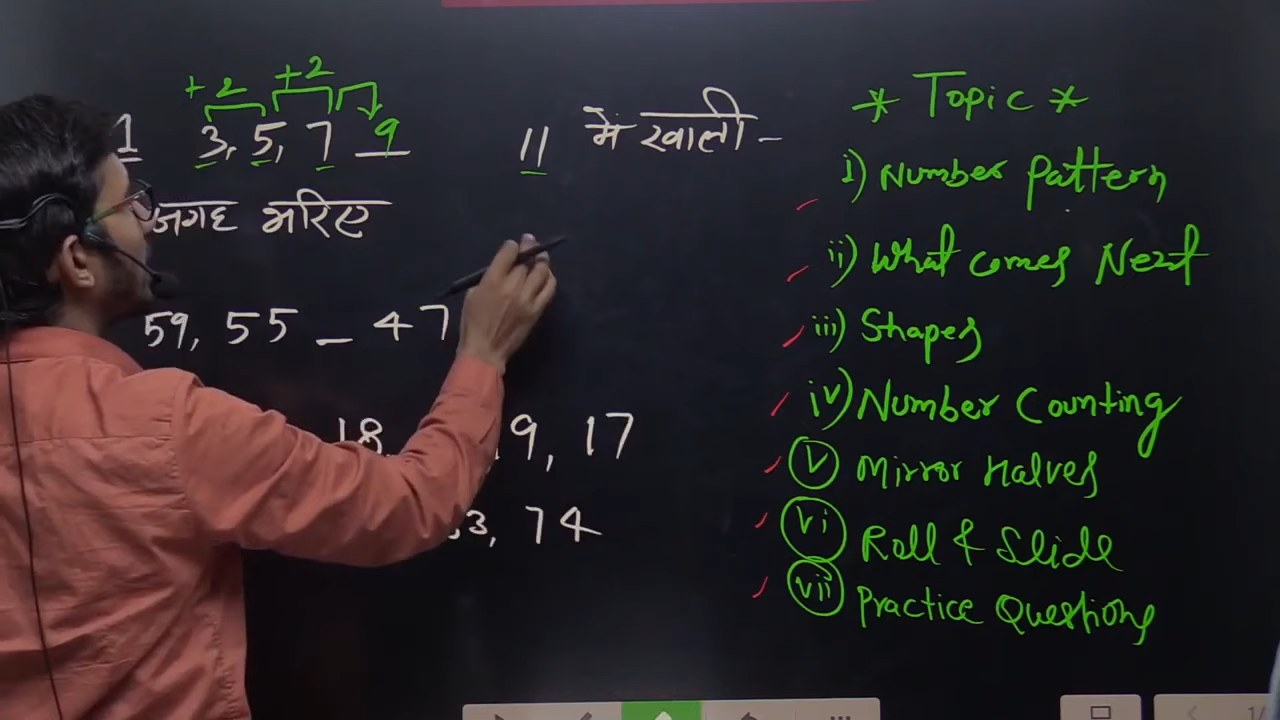 +2 +2
1 3, 5, 7 9 11 में खाली -
जगह भरिए
59, 55 _ 47
18, 19, 17
3, 74
* Topic *
i) Number Pattern
ii) What comes Next
iii) Shapes
iv) Number Counting
v Mirror Halves
vi Roll & Slide
vii Practice Questions